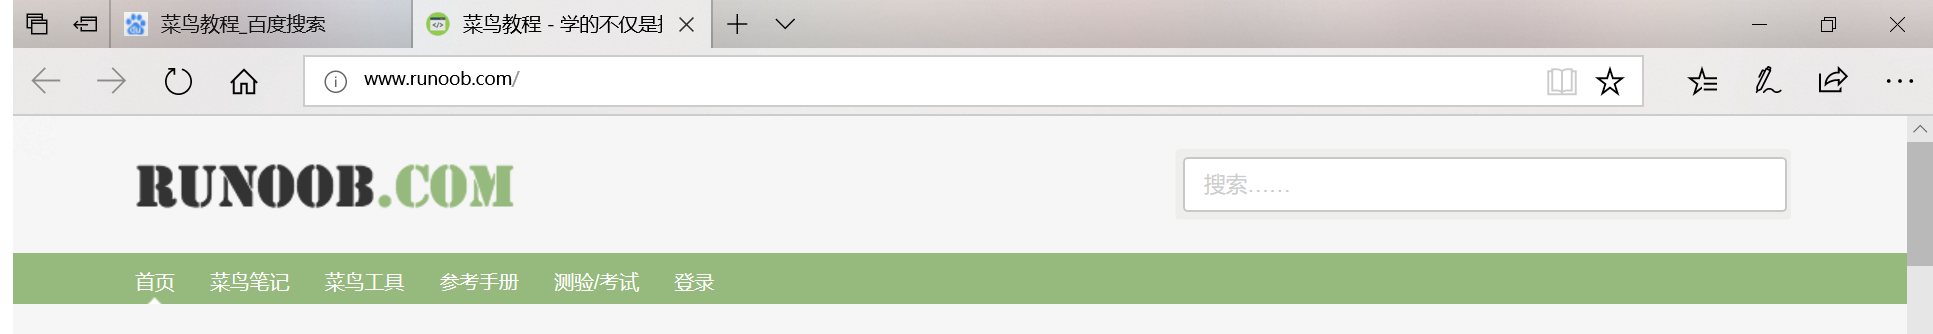 菜鸟教程_百度搜索
菜鸟教程 - 学的不仅是
www.runoob.com/
RUNOOB.COM
搜索……
首页 菜鸟笔记 菜鸟工具 参考手册 测验/考试 登录